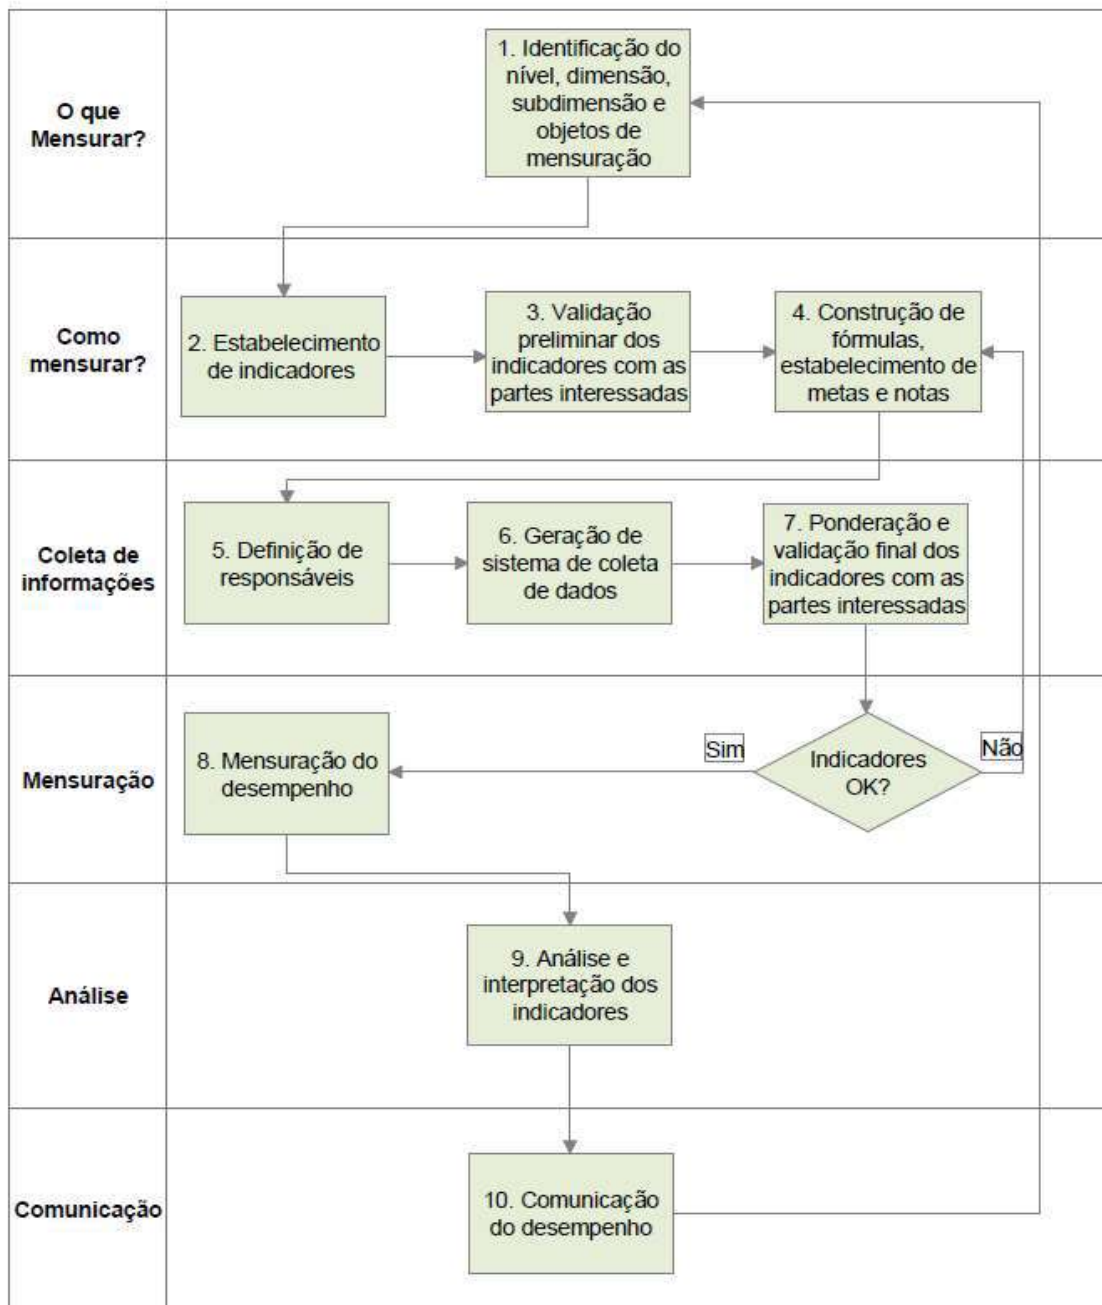 O que
Mensurar?
1. Identificação do
nível, dimensão,
subdimensão e
objetos de
mensuração
Como
mensurar?
2. Estabelecimento
de indicadores
3. Validação
preliminar dos
indicadores com as
partes interessadas
4. Construção de
fórmulas,
estabelecimento de
metas e notas
Coleta de
informações
5. Definição de
responsáveis
6. Geração de
sistema de coleta
de dados
7. Ponderação e
validação final dos
indicadores com as
partes interessadas
Mensuração
8. Mensuração do
desempenho
Sim
Indicadores
OK?
Não
Análise
9. Análise e
interpretação dos
indicadores
Comunicação
10. Comunicação
do desempenho